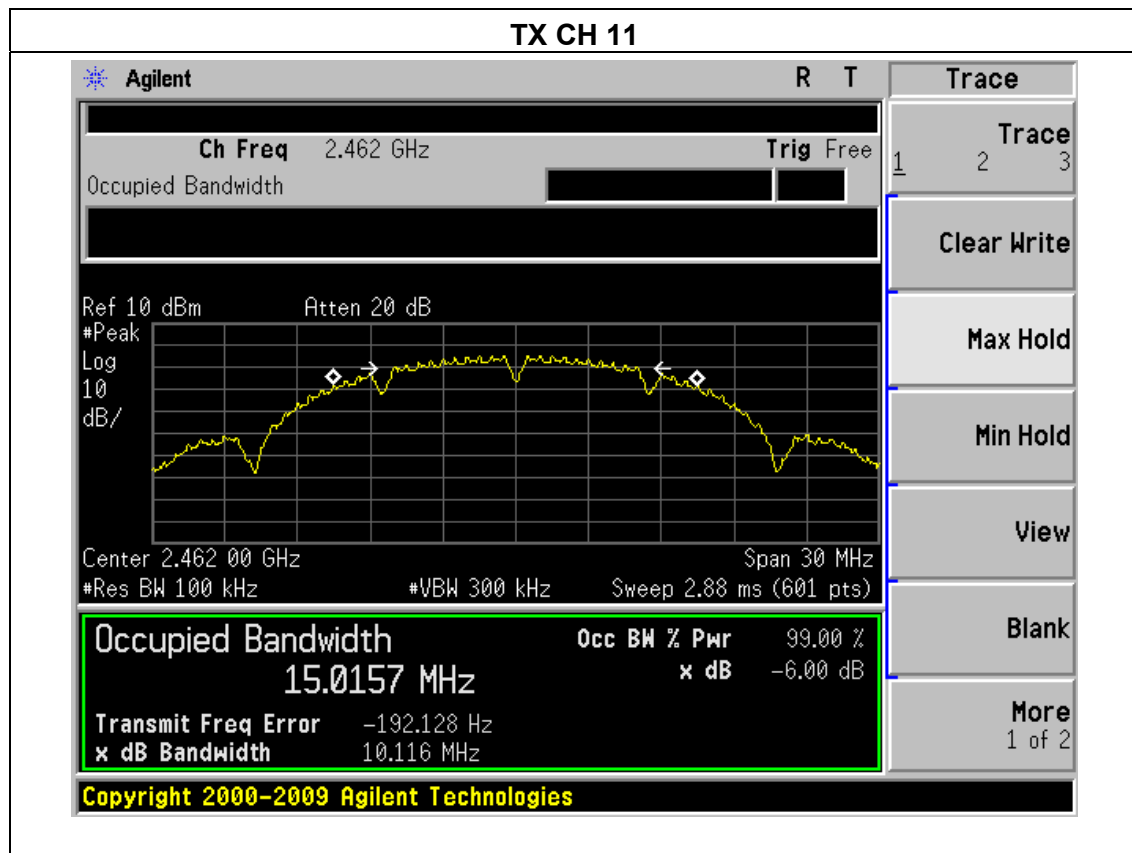 TX CH 11
Agilent R T Trace
Ch Freq 2.462 GHz Trig Free
Occupied Bandwidth
Trace
1 2 3
Clear Write
Ref 10 dBm Atten 20 dB
#Peak
Log
10
dB/
Max Hold
Min Hold
View
Center 2.462 00 GHz Span 30 MHz
#Res BW 100 kHz #VBW 300 kHz Sweep 2.88 ms (601 pts)
Occupied Bandwidth Occ BW % Pwr 99.00 %
15.0157 MHz x dB -6.00 dB
Transmit Freq Error -192.128 Hz
x dB Bandwidth 10.116 MHz
Blank
More
1 of 2
Copyright 2000-2009 Agilent Technologies